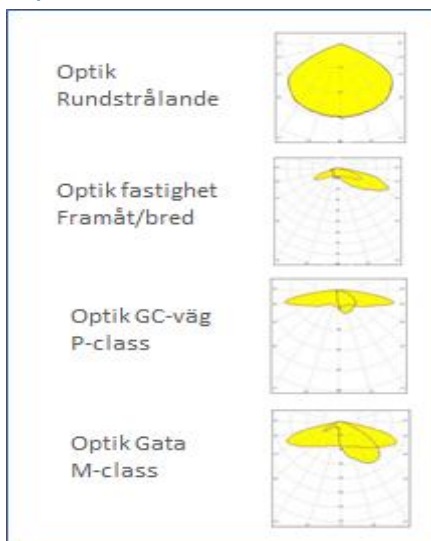 Optik
Rundstrålande
Optik fastighet
Framåt/bred
Optik GC-väg
P-class
Optik Gata
M-class